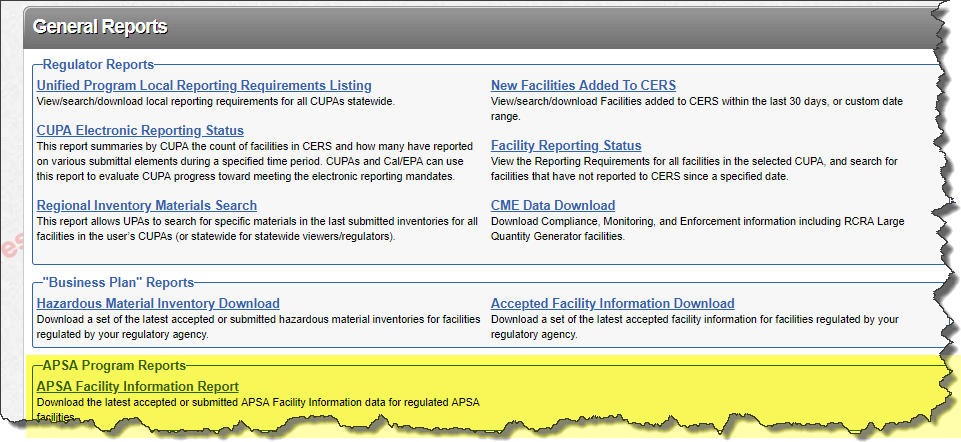 General Reports
Regulator Reports
Unified Program Local Reporting Requirements Listing
View/search/download local reporting requirements for all CUPAs statewide.
CUPA Electronic Reporting Status
This report summaries by CUPA the count of facilities in CERS and how many have reported
on various submittal elements during a specified time period. CUPAs and Cal/EPA can use
this report to evaluate CUPA progress toward meeting the electronic reporting mandates.
Regional Inventory Materials Search
This report allows UPAs to search for specific materials in the last submitted inventories for all
facilities in the user's CUPAs (or statewide for statewide viewers/regulators).
New Facilities Added To CERS
View/search/download Facilities added to CERS within the last 30 days, or custom date
range.
Facility Reporting Status
View the Reporting Requirements for all facilities in the selected CUPA, and search for
facilities that have not reported to CERS since a specified date.
CME Data Download
Download Compliance, Monitoring, and Enforcement information including RCRA Large
Quantity Generator facilities.
"Business Plan" Reports
Hazardous Material Inventory Download
Download a set of the latest accepted or submitted hazardous material inventories for facilities
regulated by your regulatory agency.
Accepted Facility Information Download
Download a set of the latest accepted facility information for facilities regulated by your
regulatory agency.
APSA Program Reports
APSA Facility Information Report
Download the latest accepted or submitted APSA Facility Information data for regulated APSA
facilities.